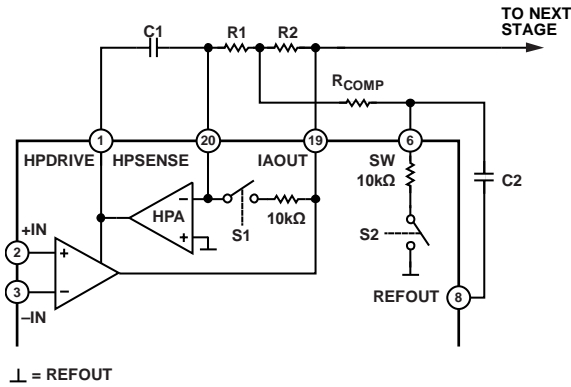 TO NEXT
STAGE
C1
R1
R2
RCOMP
1
20
19
6
HPDRIVE
HPSENSE
IAOUT
SW
10kΩ
C2
HPA
−
+
S1
10kΩ
S2
+IN
2
+
3
−
−IN
REFOUT
8
= REFOUT